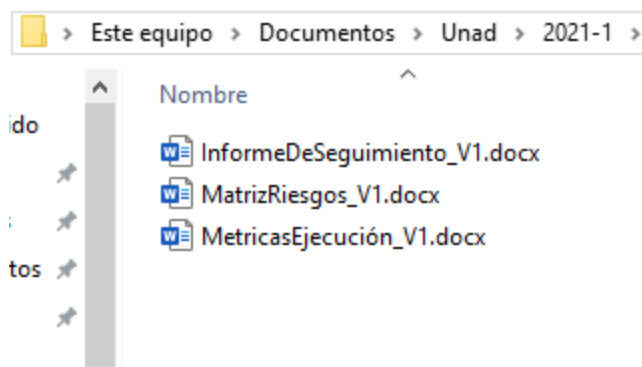 Este equipo > Documentos > Unad > 2021-1 >
Nombre
ido
InformeDeSeguimiento_V1.docx
MatrizRiesgos_V1.docx
MetricasEjecución_V1.docx
tos